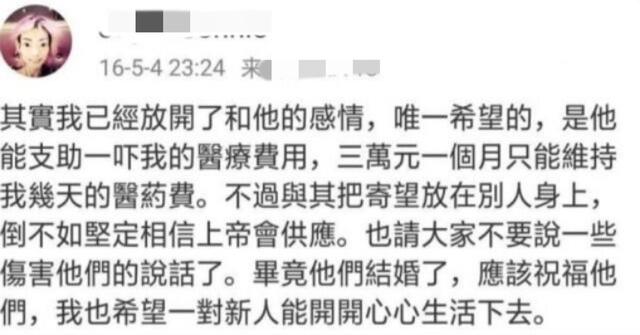 16-5-4 23:24 来
其實我已經放開了和他的感情，唯一希望的，是他
能支助一吓我的醫療費用，三萬元一個月只能維持
我幾天的醫葯費。不過與其把寄望放在別人身上，
倒不如堅定相信上帝會供應。也請大家不要說一些
傷害他們的說話了。畢竟他們結婚了，應該祝福他
們，我也希望一對新人能開開心心生活下去。